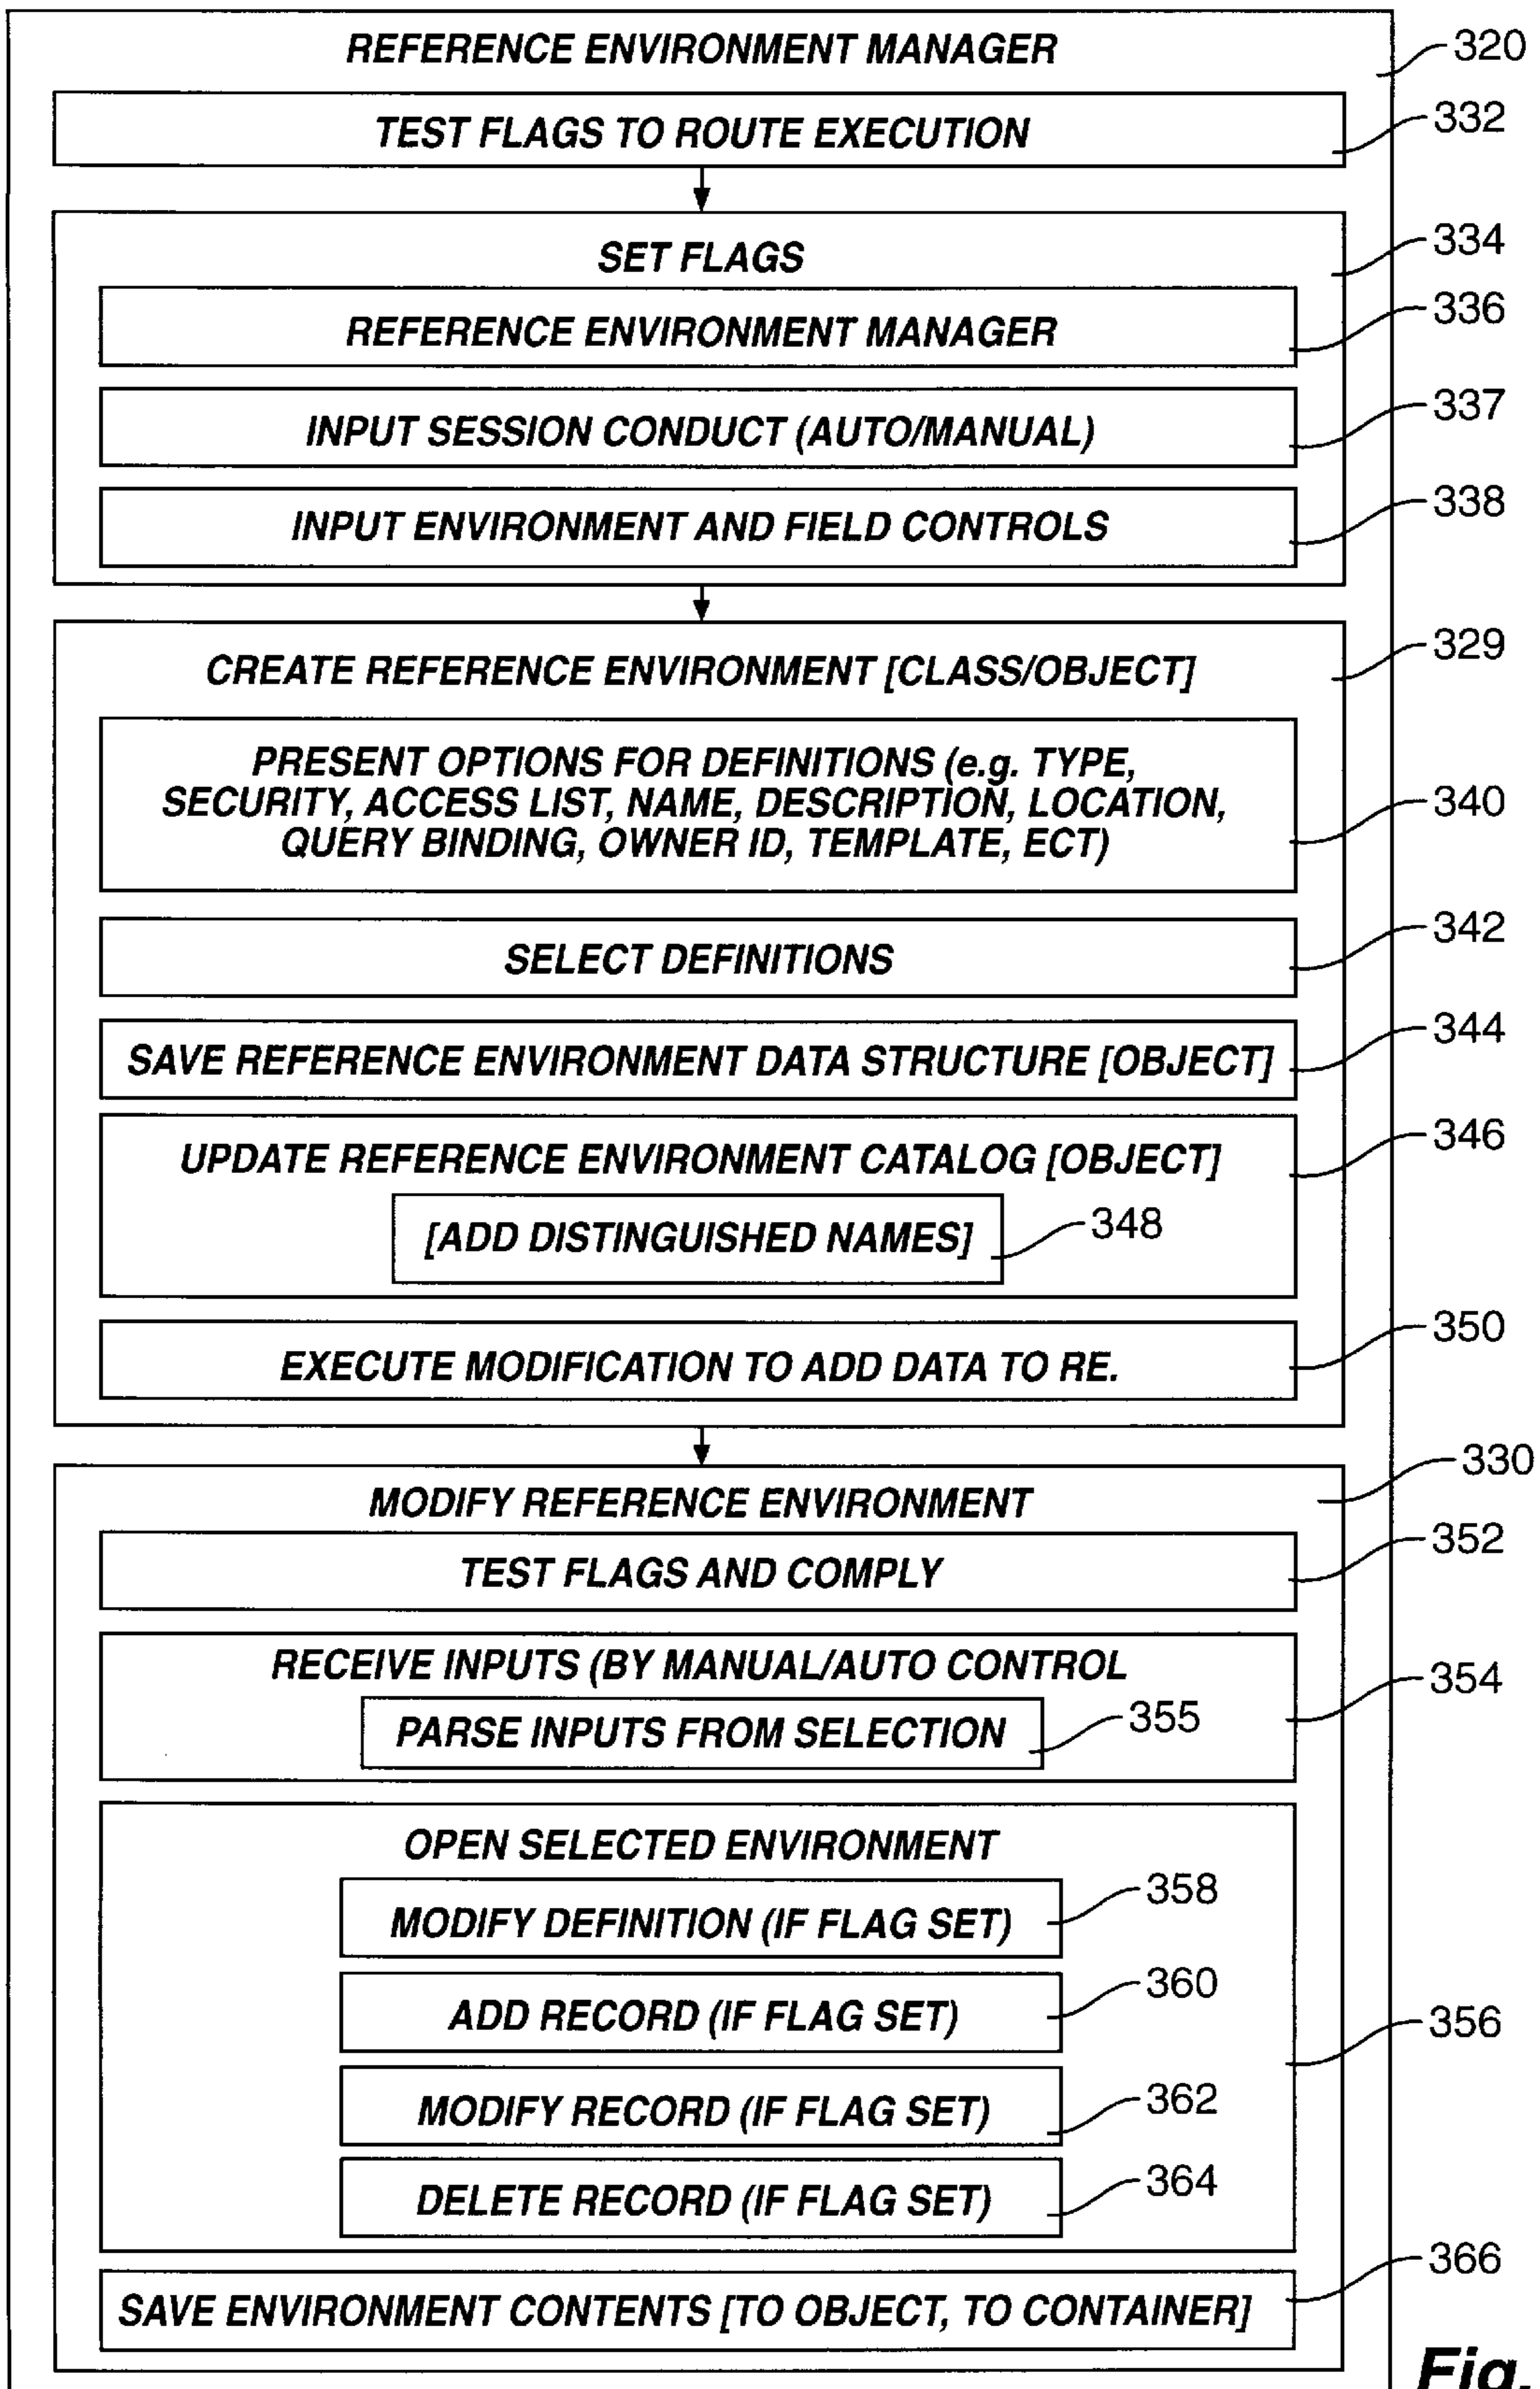 REFERENCE ENVIRONMENT MANAGER
320
TEST FLAGS TO ROUTE EXECUTION
332
SET FLAGS
334
REFERENCE ENVIRONMENT MANAGER
336
INPUT SESSION CONDUCT (AUTO/MANUAL)
337
INPUT ENVIRONMENT AND FIELD CONTROLS
338
CREATE REFERENCE ENVIRONMENT [CLASS/OBJECT]
329
PRESENT OPTIONS FOR DEFINITIONS (e.g. TYPE,
SECURITY, ACCESS LIST, NAME, DESCRIPTION, LOCATION,
QUERY BINDING, OWNER ID, TEMPLATE, ECT)
340
SELECT DEFINITIONS
342
SAVE REFERENCE ENVIRONMENT DATA STRUCTURE [OBJECT]
344
UPDATE REFERENCE ENVIRONMENT CATALOG [OBJECT]
346
[ADD DISTINGUISHED NAMES]
348
EXECUTE MODIFICATION TO ADD DATA TO RE.
350
MODIFY REFERENCE ENVIRONMENT
330
TEST FLAGS AND COMPLY
352
RECEIVE INPUTS (BY MANUAL/AUTO CONTROL
354
PARSE INPUTS FROM SELECTION
355
OPEN SELECTED ENVIRONMENT
356
MODIFY DEFINITION (IF FLAG SET)
358
ADD RECORD (IF FLAG SET)
360
MODIFY RECORD (IF FLAG SET)
362
DELETE RECORD (IF FLAG SET)
364
SAVE ENVIRONMENT CONTENTS [TO OBJECT, TO CONTAINER]
366
Fig.